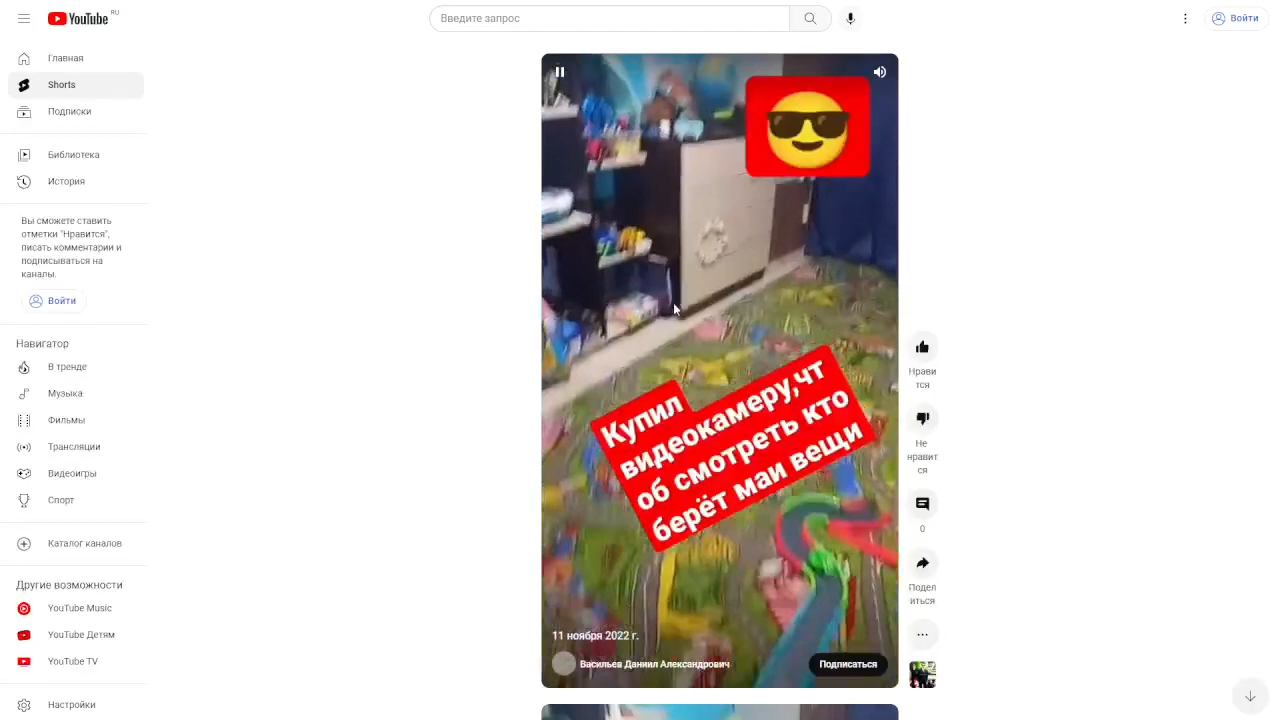 YouTube RU
Введите запрос
Войти
Главная
Shorts
Подписки
Библиотека
История
Вы сможете ставить
отметки "Нравится",
писать комментарии и
подписываться на
каналы.
Войти
Навигатор
В тренде
Музыка
Фильмы
Трансляции
Видеоигры
Спорт
Каталог каналов
Другие возможности
YouTube Music
YouTube Детям
YouTube TV
Настройки
Купил
видеокамеру,чт
об смотреть кто
берёт маи вещи
11 ноября 2022 г.
Васильев Даниил Александрович
Подписаться
Нрави
тся
Не
нравит
ся
0
Подел
иться